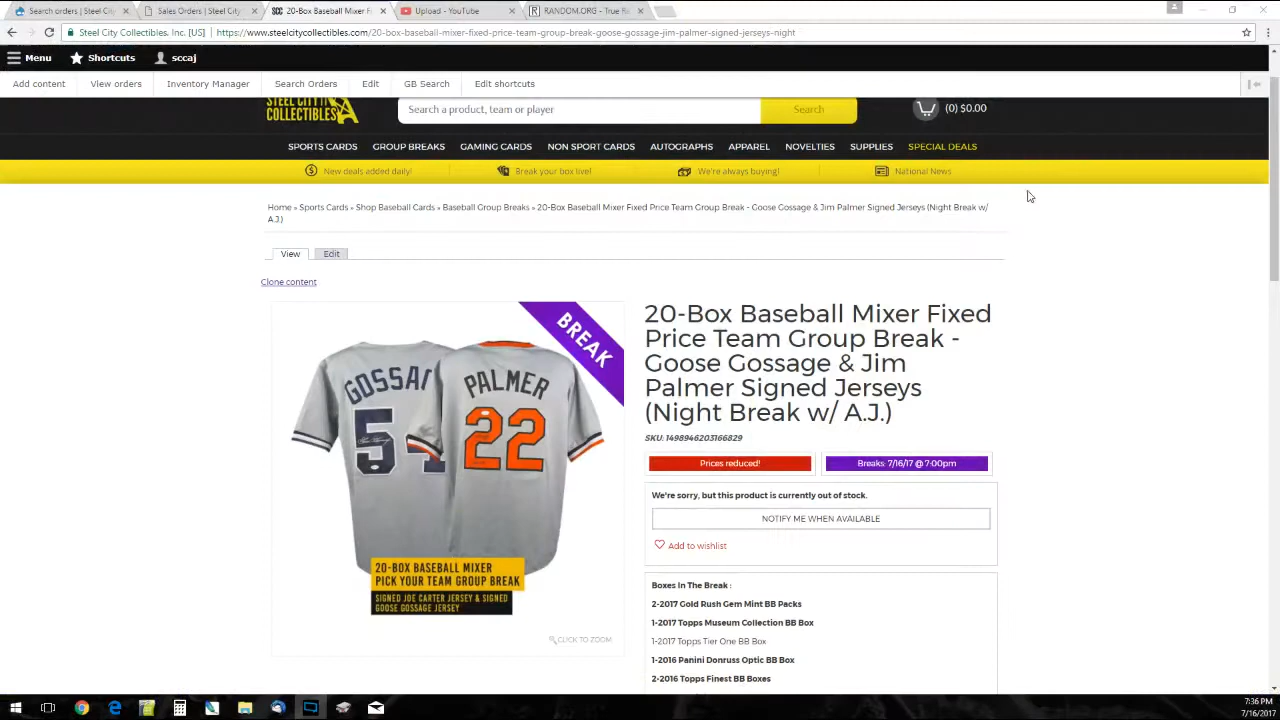 Search orders | Steel City C
Sales Orders | Steel City C
20-Box Baseball Mixer F
Upload - YouTube
RANDOM.ORG - True Ra
Steel City Collectibles, Inc. [US]
https://www.steelcitycollectibles.com/20-box-baseball-mixer-fixed-price-team-group-break-goose-gossage-jim-palmer-signed-jerseys-night
Menu
Shortcuts
sccaj
Add content
View orders
Inventory Manager
Search Orders
Edit
GB Search
Edit shortcuts
STEEL CITY
COLLECTIBLES
Search a product, team or player
Search
(0) $0.00
SPORTS CARDS
GROUP BREAKS
GAMING CARDS
NON SPORT CARDS
AUTOGRAPHS
APPAREL
NOVELTIES
SUPPLIES
SPECIAL DEALS
New deals added daily!
Break your box live!
We're always buying!
National News
Home » Sports Cards » Shop Baseball Cards » Baseball Group Breaks » 20-Box Baseball Mixer Fixed Price Team Group Break - Goose Gossage & Jim Palmer Signed Jerseys (Night Break w/
A.J.)
View
Edit
Clone content
BREAK
GOSSA
PALMER
5
22
20-BOX BASEBALL MIXER
PICK YOUR TEAM GROUP BREAK
SIGNED JOE CARTER JERSEY & SIGNED
GOOSE GOSSAGE JERSEY
CLICK TO ZOOM
20-Box Baseball Mixer Fixed
Price Team Group Break -
Goose Gossage & Jim
Palmer Signed Jerseys
(Night Break w/ A.J.)
SKU: 1498946203166829
Prices reduced!
Breaks: 7/16/17 @ 7:00pm
We're sorry, but this product is currently out of stock.
NOTIFY ME WHEN AVAILABLE
Add to wishlist
Boxes In The Break :
2-2017 Gold Rush Gem Mint BB Packs
1-2017 Topps Museum Collection BB Box
1-2017 Topps Tier One BB Box
1-2016 Panini Donruss Optic BB Box
2-2016 Topps Finest BB Boxes
7:36 PM
7/16/2017